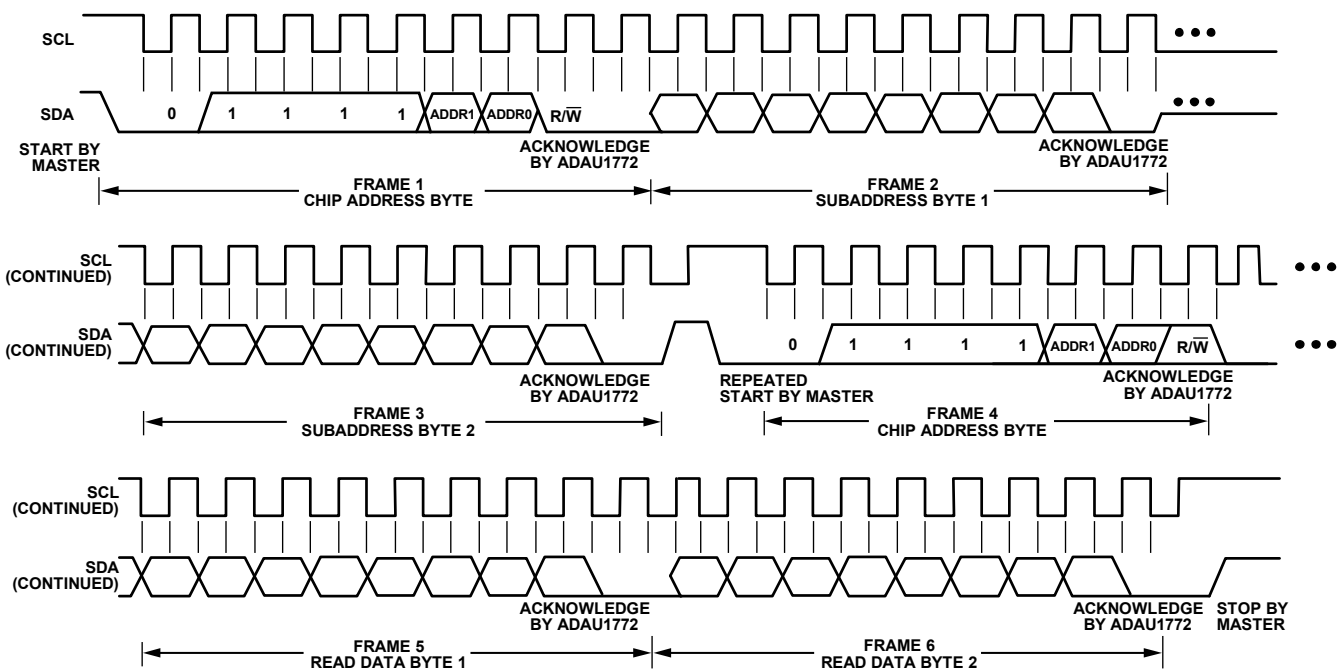 SCL
SDA
0 1 1 1 1 ADDR1 ADDR0 R/W̅
START BY
MASTER
ACKNOWLEDGE
BY ADAU1772
ACKNOWLEDGE
BY ADAU1772
FRAME 1
CHIP ADDRESS BYTE
FRAME 2
SUBADDRESS BYTE 1
SCL
(CONTINUED)
SDA
(CONTINUED)
0 1 1 1 1 ADDR1 ADDR0 R/W̅
ACKNOWLEDGE
BY ADAU1772
REPEATED
START BY MASTER
ACKNOWLEDGE
BY ADAU1772
FRAME 3
SUBADDRESS BYTE 2
FRAME 4
CHIP ADDRESS BYTE
SCL
(CONTINUED)
SDA
(CONTINUED)
ACKNOWLEDGE
BY ADAU1772
ACKNOWLEDGE
BY ADAU1772
STOP BY
MASTER
FRAME 5
READ DATA BYTE 1
FRAME 6
READ DATA BYTE 2